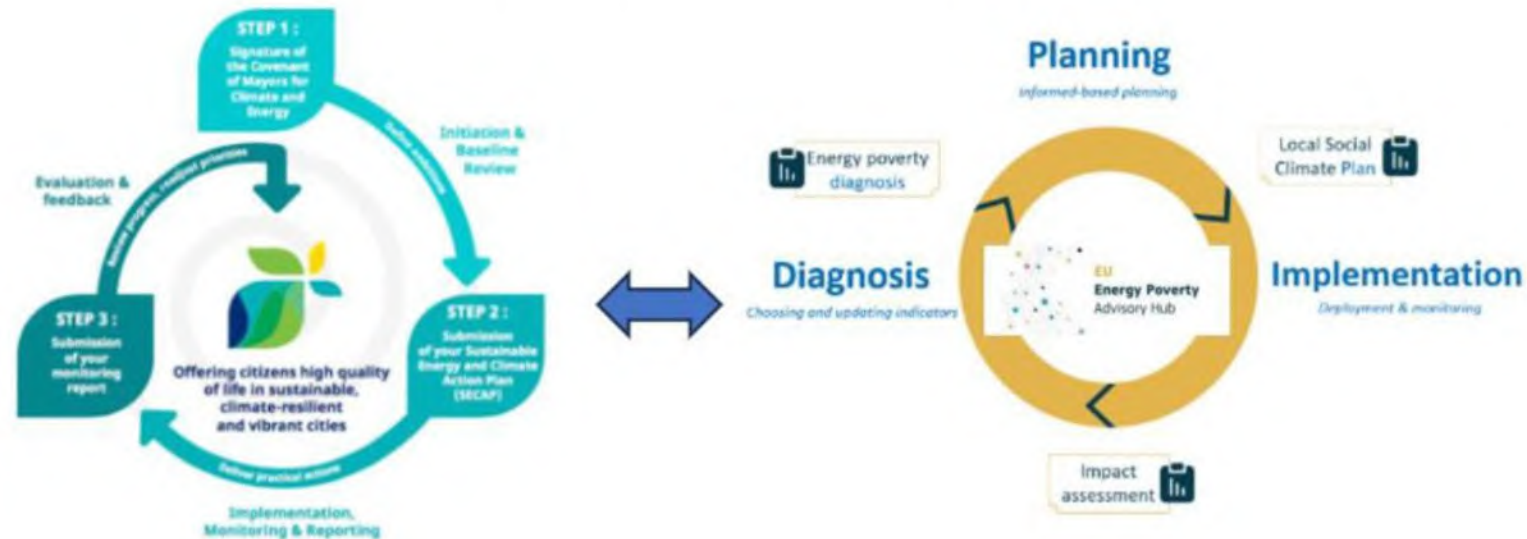 STEP 1 :
Signature of
the Covenant
of Mayors for
Climate and
Energy
Initiation &
Baseline
Review
Evaluation &
feedback
Review progress, readjust priorities
STEP 3 :
Submission
of your
monitoring
report
STEP 2 :
Submission
of your Sustainable
Energy and Climate
Action Plan
(SECAP)
Offering citizens high quality
of life in sustainable,
climate-resilient
and vibrant cities
Deliver practical actions
Implementation,
Monitoring & Reporting
Planning
Informed-based planning
Energy poverty
diagnosis
Local Social
Climate Plan
Diagnosis
Choosing and updating indicators
EU
Energy Poverty
Advisory Hub
Implementation
Deployment & monitoring
Impact
assessment